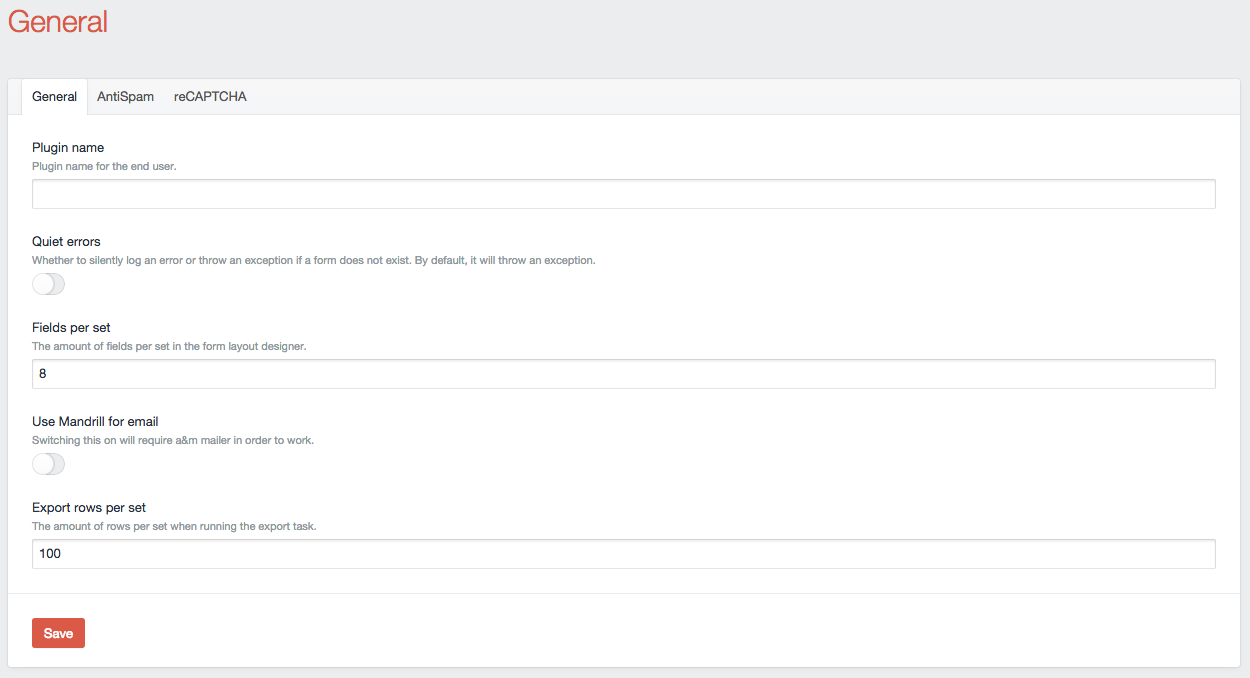 General
General AntiSpam reCAPTCHA
Plugin name
Plugin name for the end user.
Quiet errors
Whether to silently log an error or throw an exception if a form does not exist. By default, it will throw an exception.
Fields per set
The amount of fields per set in the form layout designer.
8
Use Mandrill for email
Switching this on will require a&m mailer in order to work.
Export rows per set
The amount of rows per set when running the export task.
100
Save